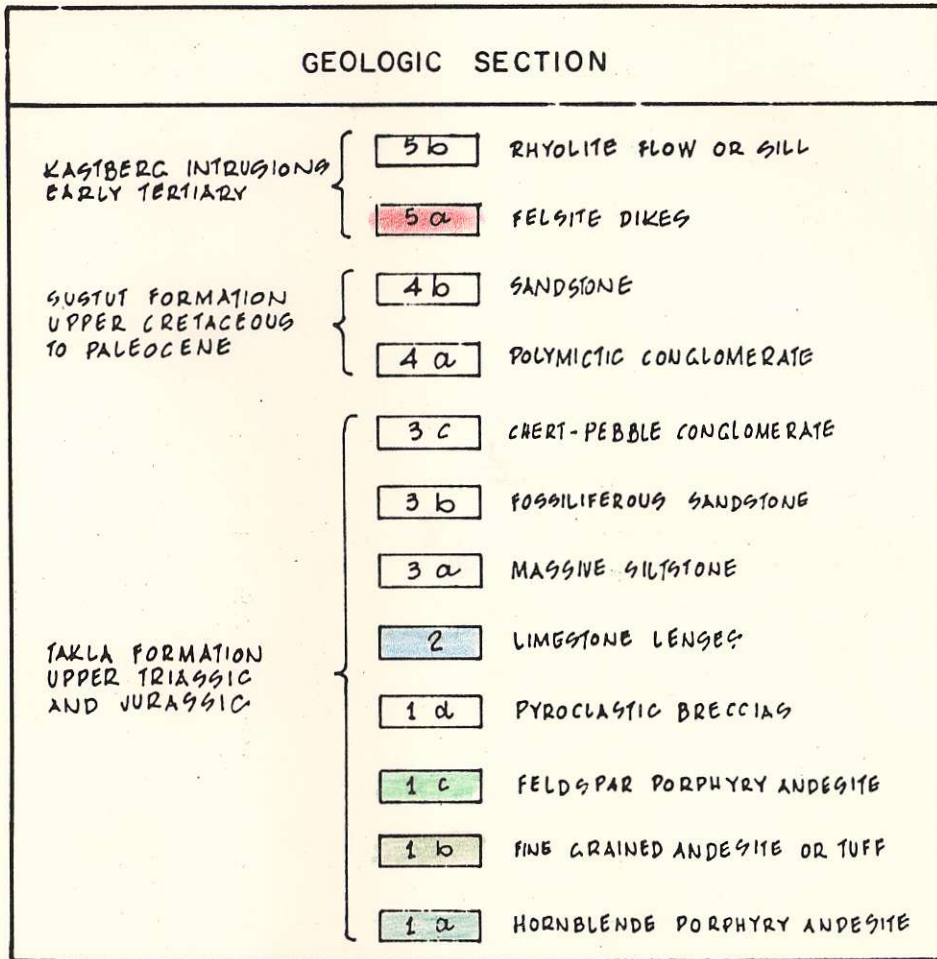 GEOLOGIC SECTION
KASTBERG INTRUSIONS
EARLY TERTIARY
5b RHYOLITE FLOW OR SILL
5a FELSITE DIKES
SUSTUT FORMATION
UPPER CRETACEOUS
TO PALEOCENE
4b SANDSTONE
4a POLYMICTIC CONGLOMERATE
TAKLA FORMATION
UPPER TRIASSIC
AND JURASSIC
3c CHERT-PEBBLE CONGLOMERATE
3b FOSSILIFEROUS SANDSTONE
3a MASSIVE SILTSTONE
2 LIMESTONE LENSES
1d PYROCLASTIC BRECCIAS
1c FELDSPAR PORPHYRY ANDESITE
1b FINE GRAINED ANDESITE OR TUFF
1a HORNBLENDE PORPHYRY ANDESITE